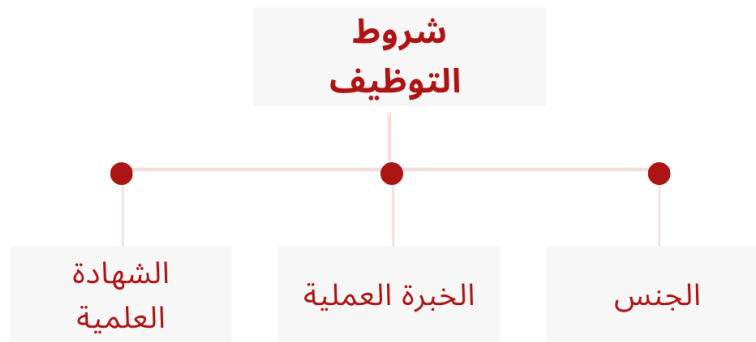 شروط
التوظيف
الجنس
الخبرة العملية
الشهادة
العلمية